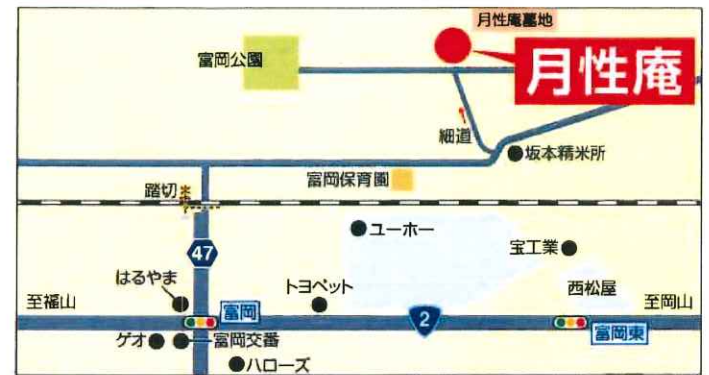 月性庵墓地
富岡公園
月性庵
細道
坂本精米所
富岡保育園
踏切
ユーホー
47
宝工業
はるやま
トヨペット
西松屋
至福山
富岡
2
至岡山
富岡東
ゲオ
富岡交番
ハローズ